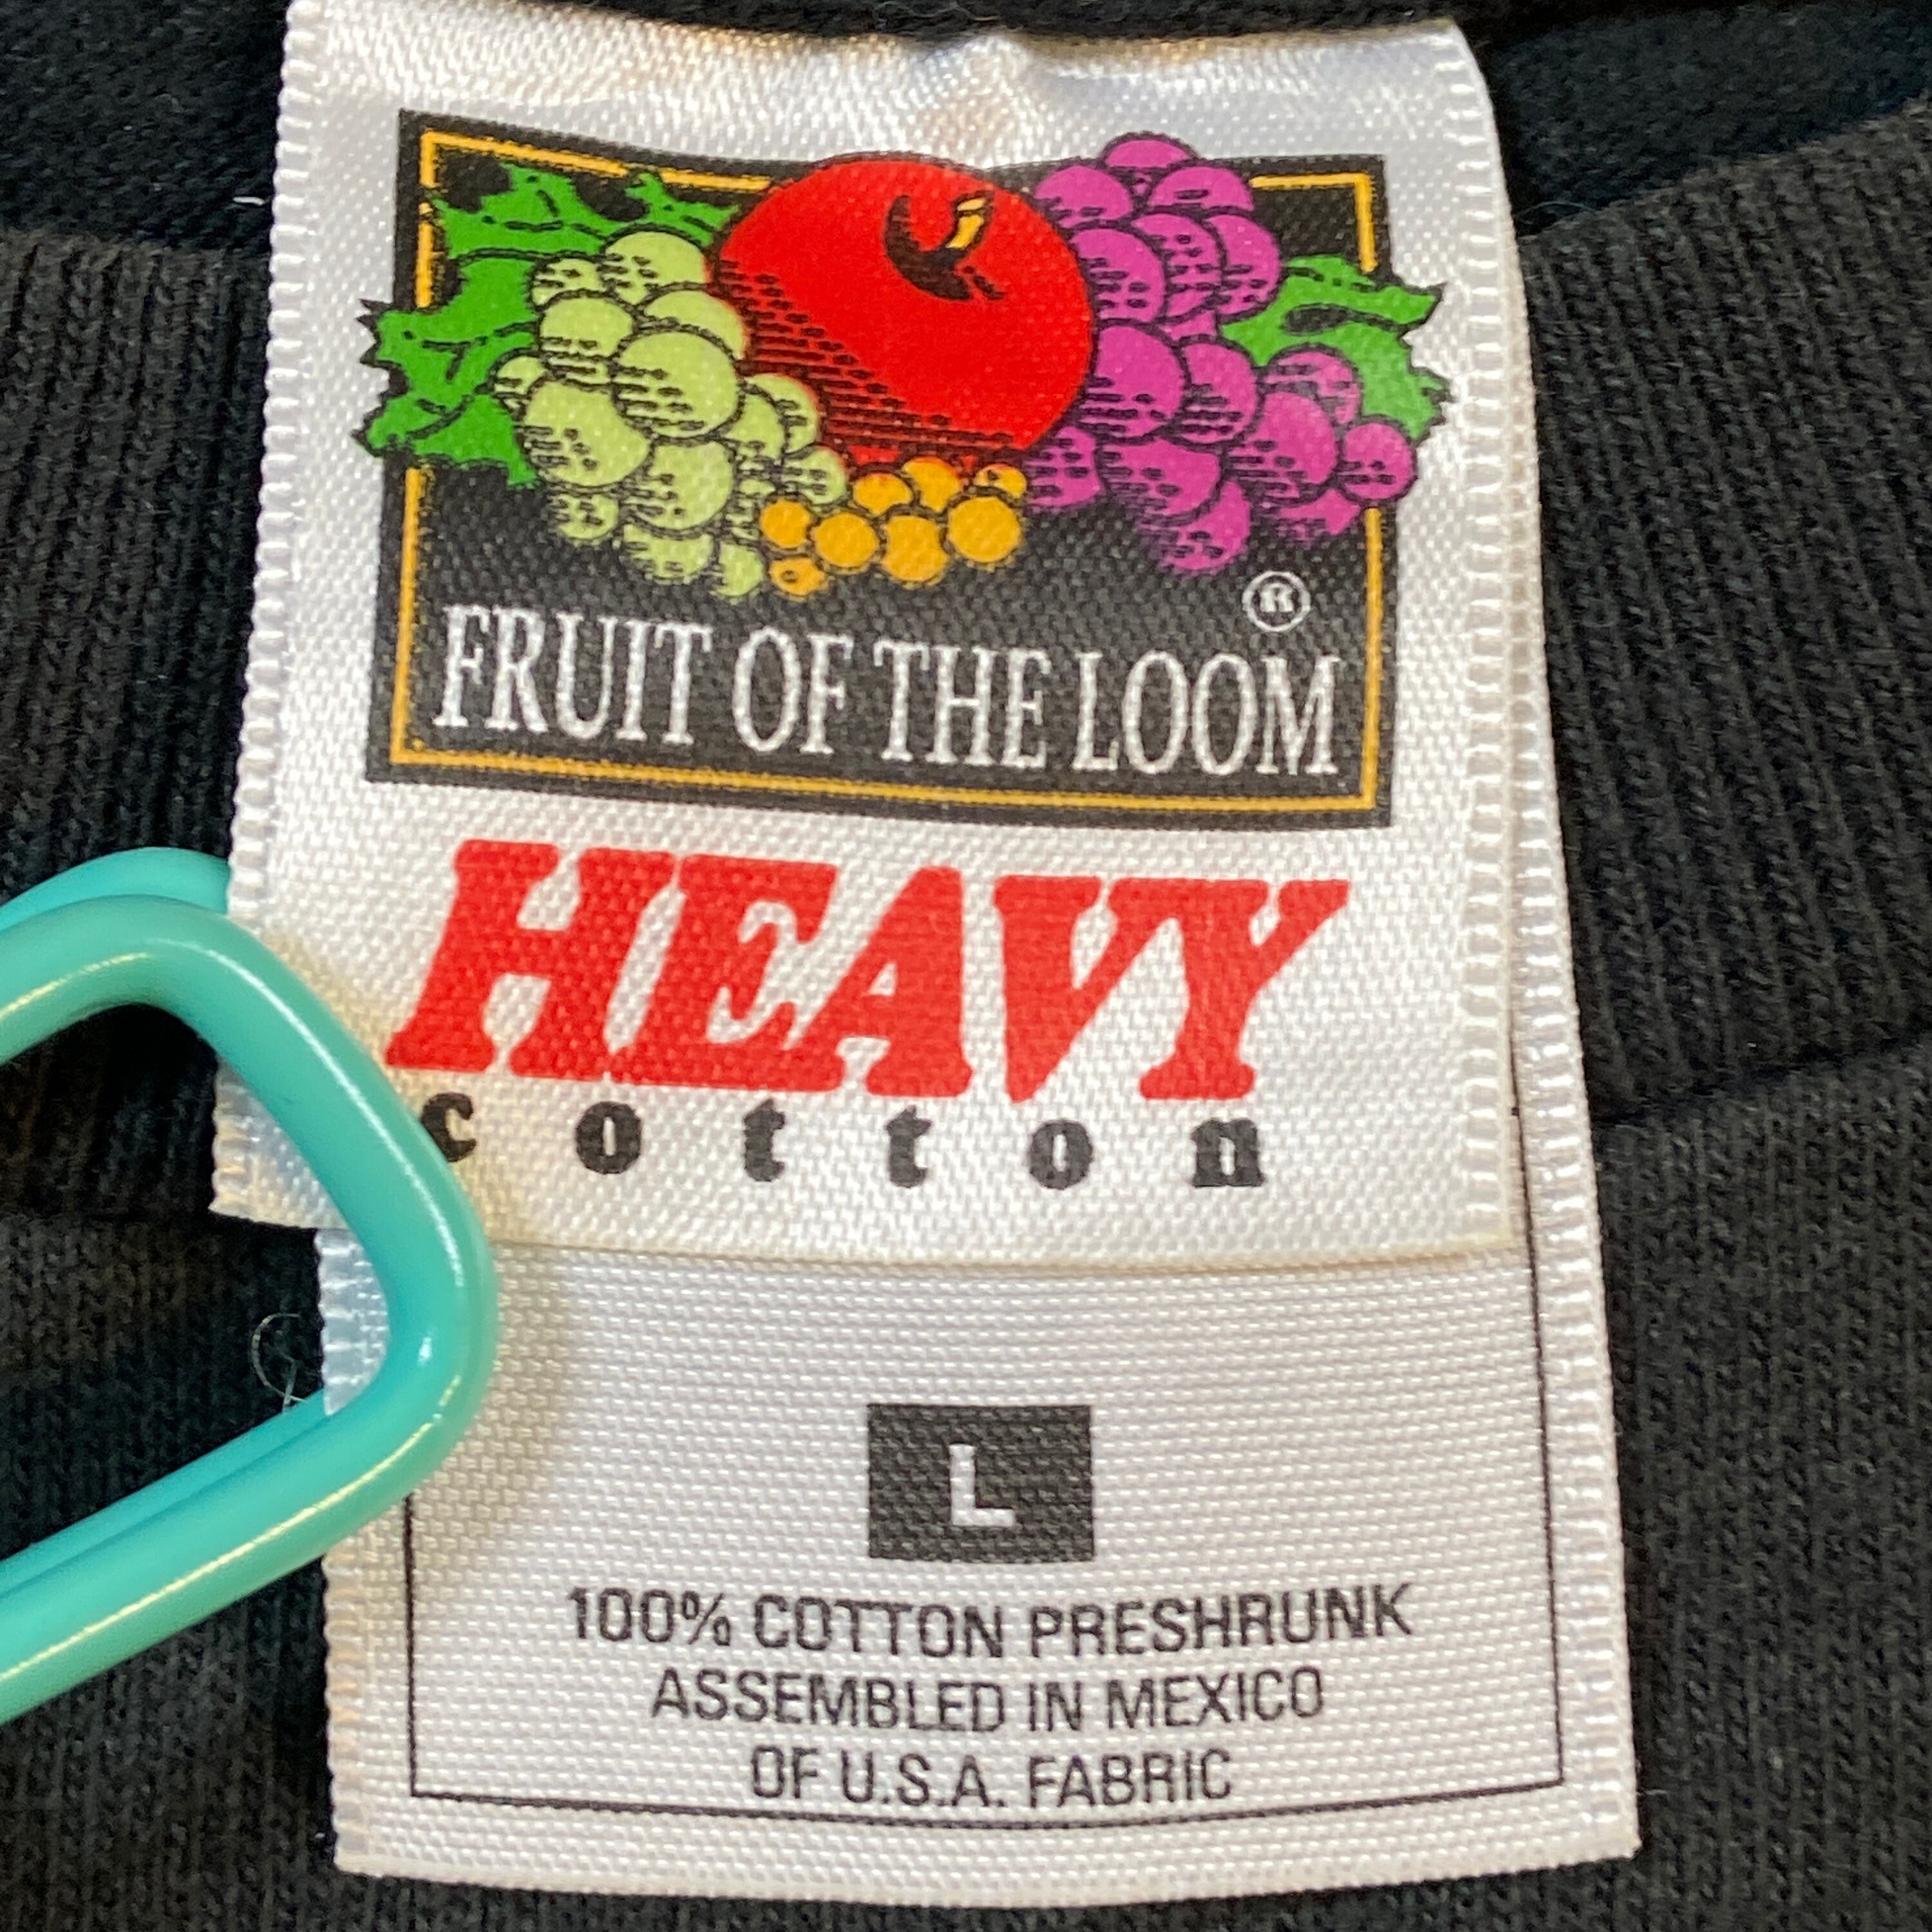 ®
FRUIT OF THE LOOM
HEAVY
cotton
L
100% COTTON PRESHRUNK
ASSEMBLED IN MEXICO
OF U.S.A. FABRIC